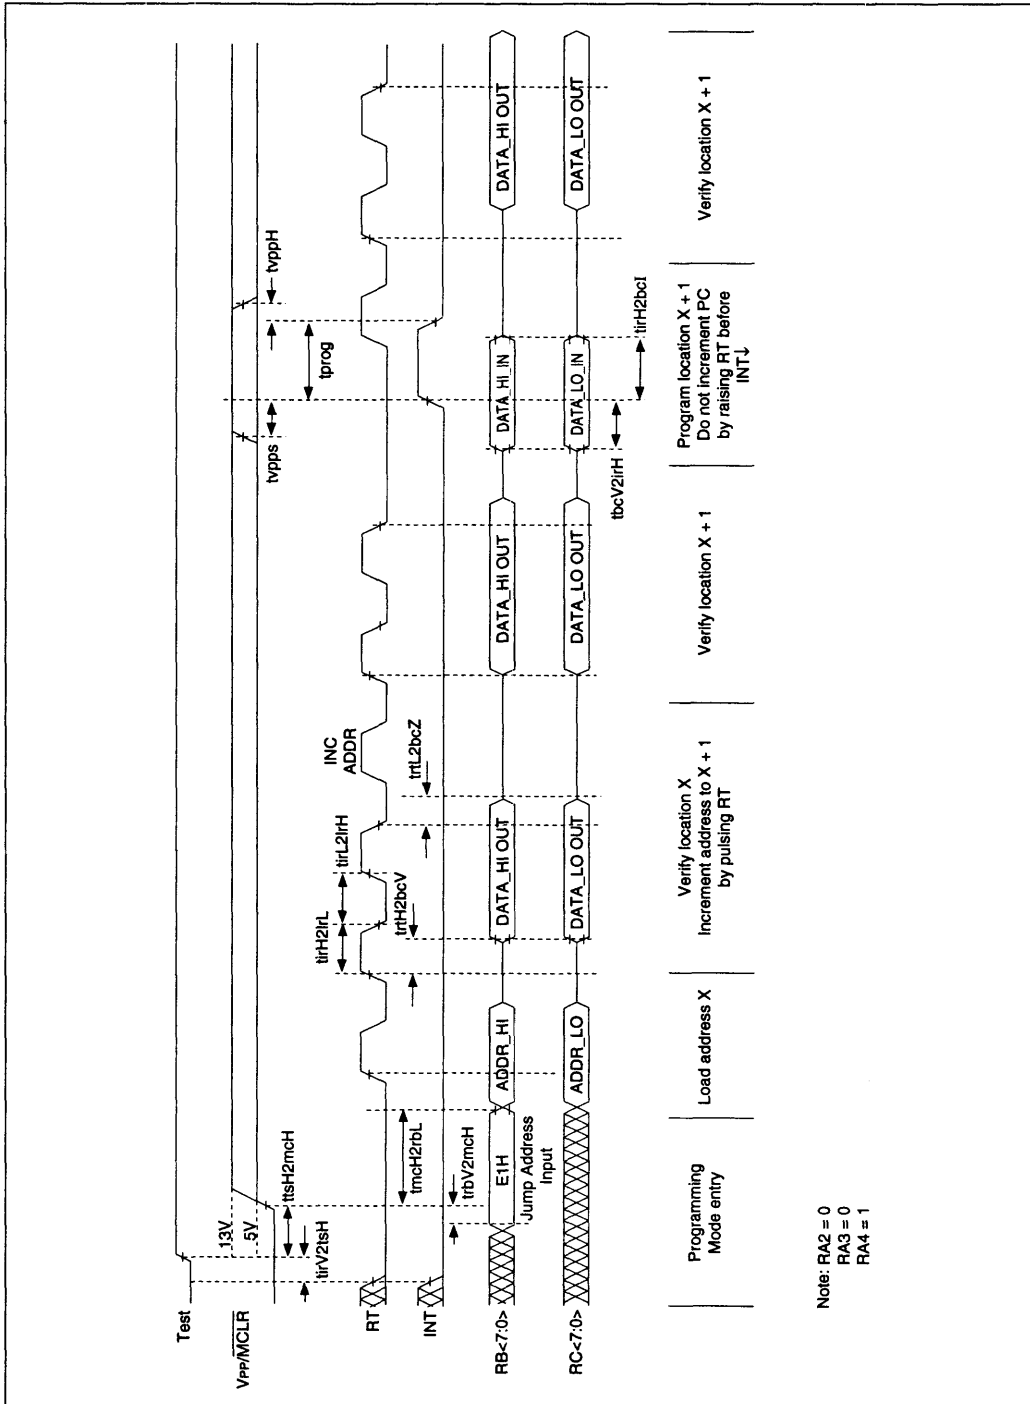 Test
VPP/MCLR
13V
5V
RT
INT
RB<7:0>
RC<7:0>
tirV2tsH
ttsH2mcH
tmcH2rbL
trbV2mcH
E1H
Jump Address
Input
ADDR_HI
ADDR_LO
tirH2IrL
tirL2IrH
trtH2bcV
trtL2bcZ
INC
ADDR
DATA_HI OUT
DATA_LO OUT
DATA_HI OUT
DATA_LO OUT
tvpps
tprog
tvppH
DATA_HI_IN
DATA_LO_IN
tbcV2irH
tirH2bcI
DATA_HI OUT
DATA_LO OUT
Programming
Mode entry
Load address X
Verify location X
Increment address to X + 1
by pulsing RT
Verify location X + 1
Program location X + 1
Do not increment PC
by raising RT before
INT↓
Verify location X + 1
Note: RA2 = 0
RA3 = 0
RA4 = 1